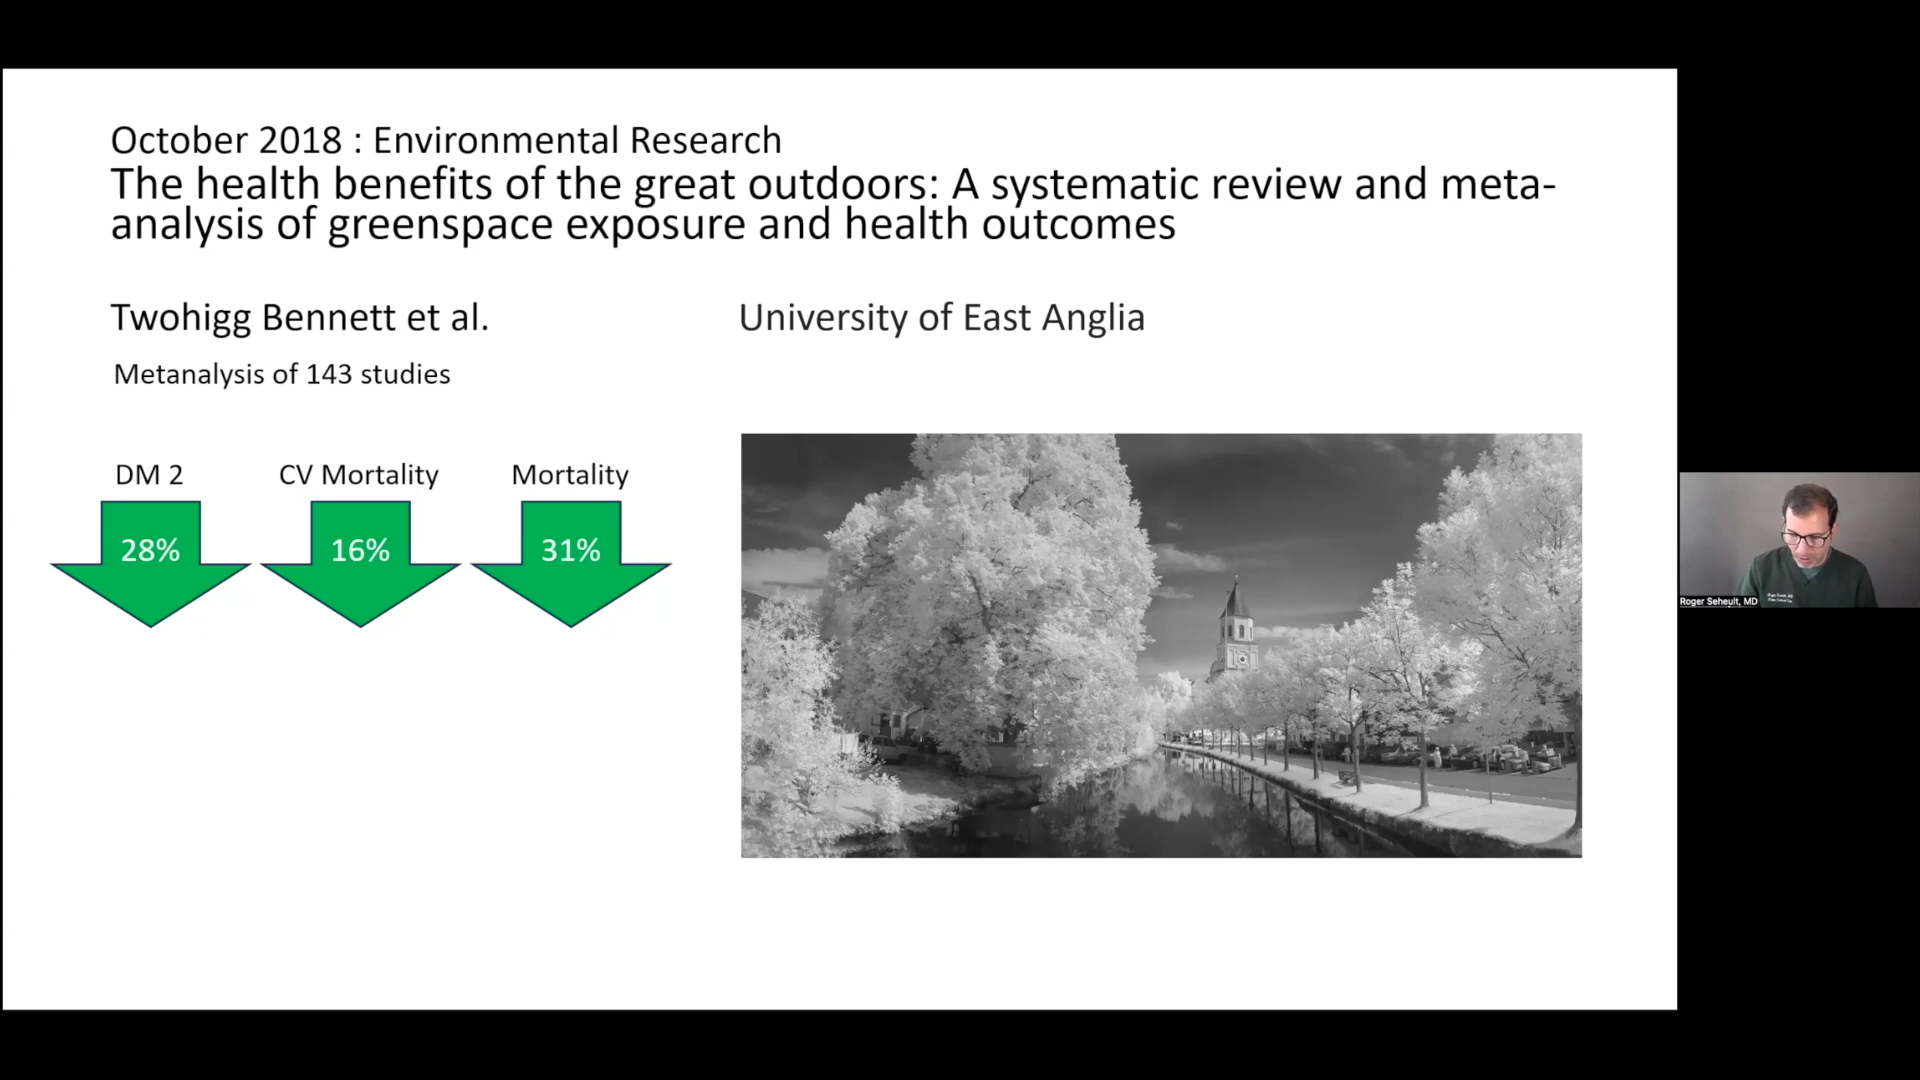 October 2018 : Environmental Research
The health benefits of the great outdoors: A systematic review and meta-
analysis of greenspace exposure and health outcomes
Twohigg Bennett et al.
University of East Anglia
Metanalysis of 143 studies
DM 2
CV Mortality
Mortality
28%
16%
31%
Roger Seheult, MD